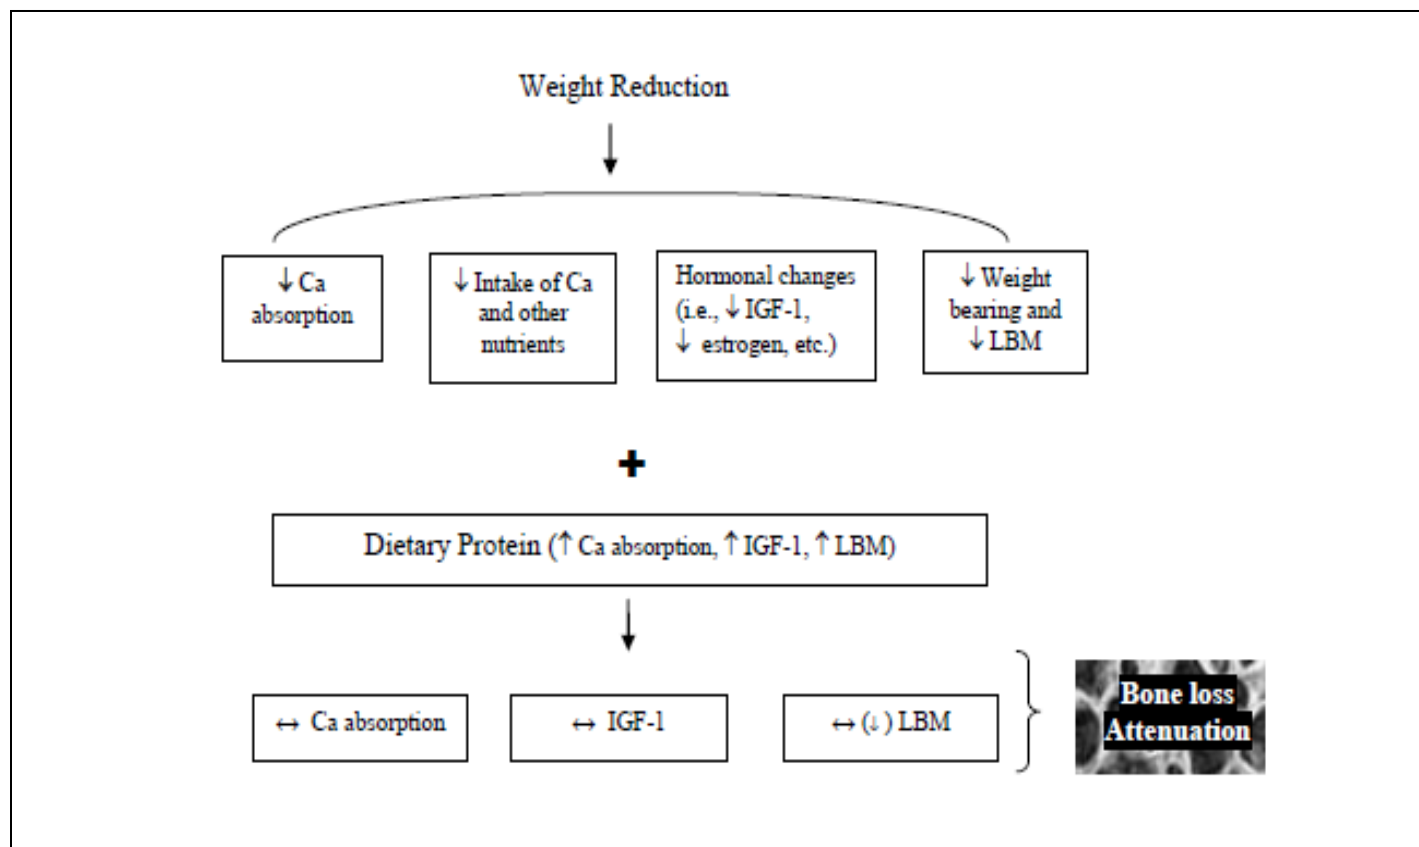 Weight Reduction
↓ Ca
absorption
↓ Intake of Ca
and other
nutrients
Hormonal changes
(i.e., ↓ IGF-1,
↓ estrogen, etc.)
↓ Weight
bearing and
↓ LBM
+
Dietary Protein (↑ Ca absorption, ↑ IGF-1, ↑ LBM)
↔ Ca absorption
↔ IGF-1
↔ (↓) LBM
Bone loss
Attenuation